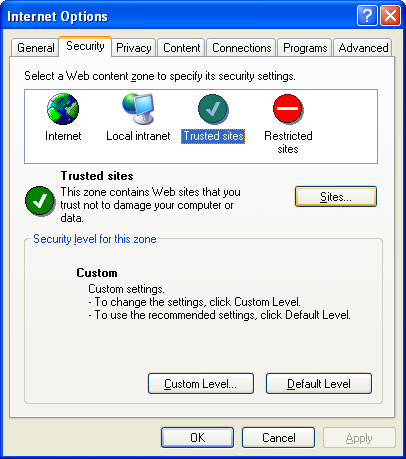 Internet Options
General Security Privacy Content Connections Programs Advanced
Select a Web content zone to specify its security settings.
Internet Local intranet Trusted sites Restricted
sites
Trusted sites
This zone contains Web sites that you
trust not to damage your computer or
data.
Sites...
Security level for this zone
Custom
Custom settings.
- To change the settings, click Custom Level.
- To use the recommended settings, click Default Level.
Custom Level... Default Level
OK Cancel Apply